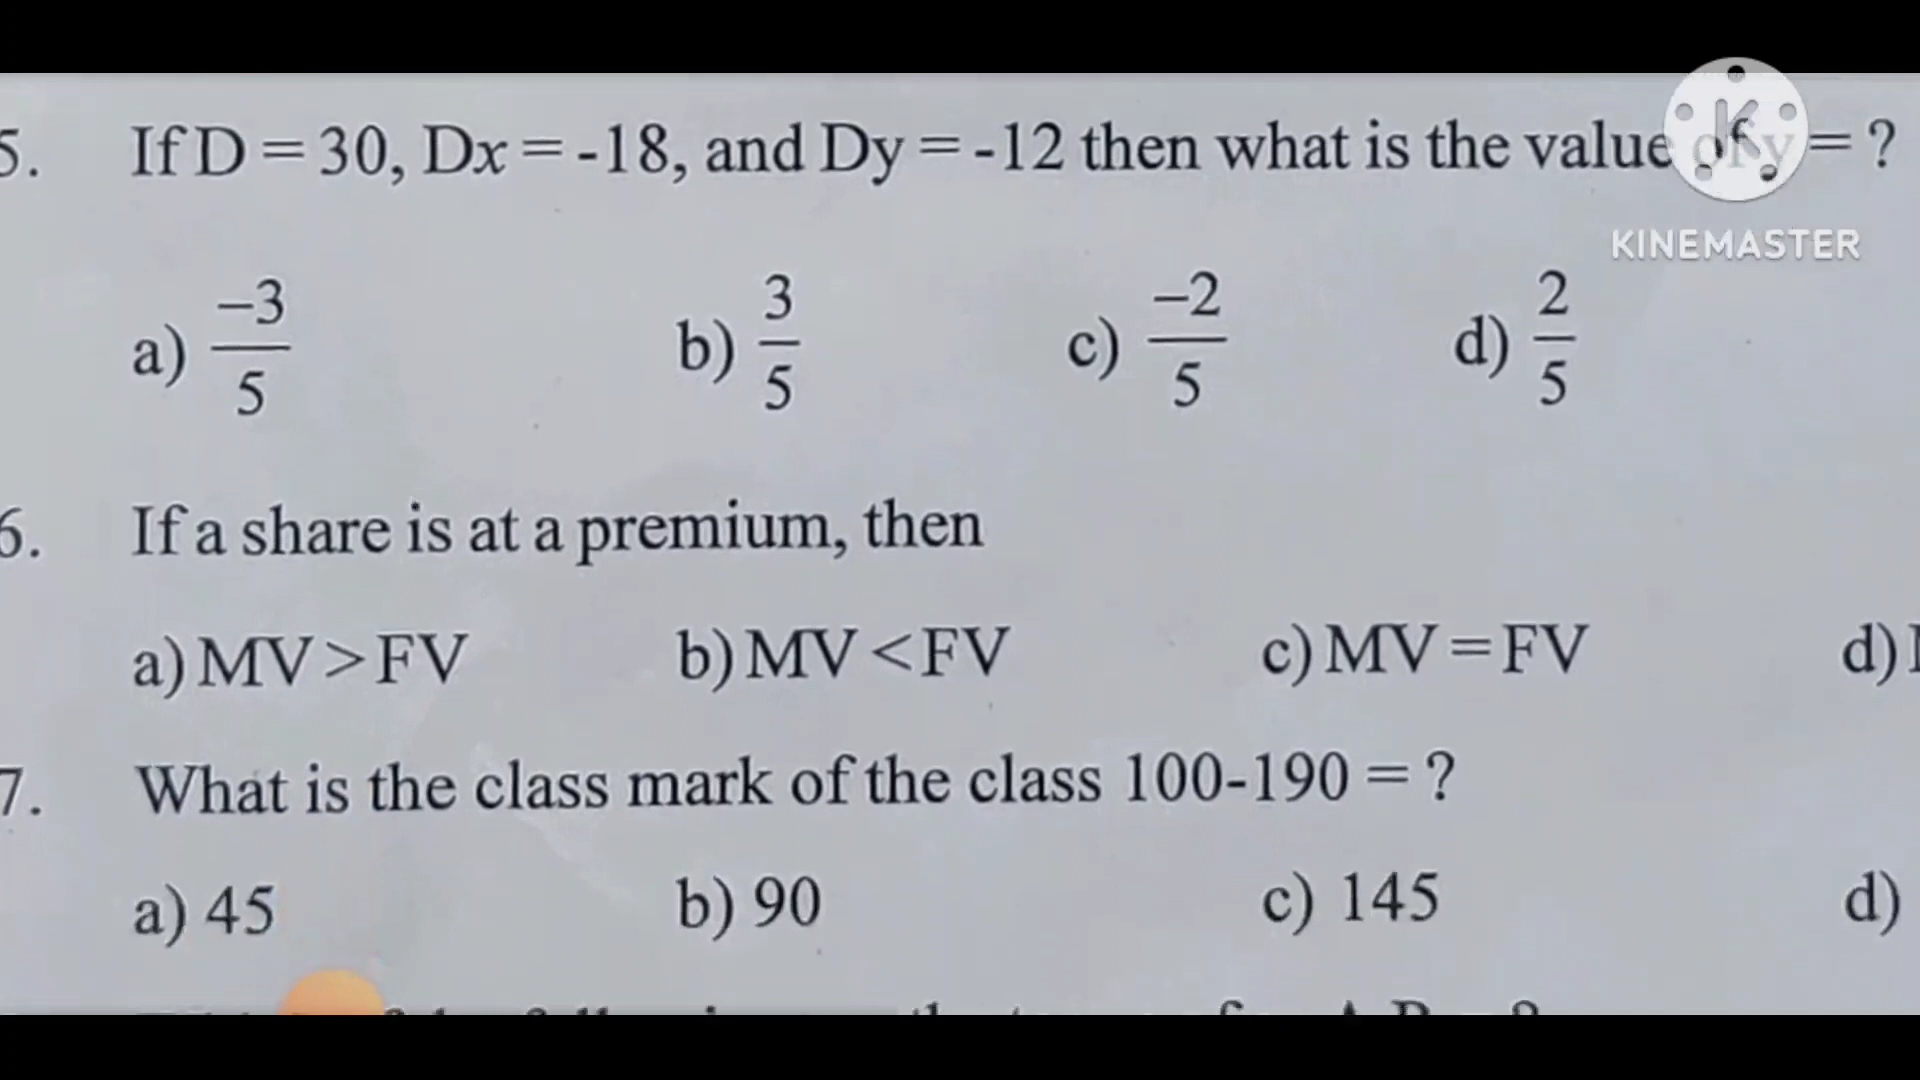 5. If D = 30, Dx = -18, and Dy = -12 then what is the value of y = ?
K
KINEMASTER
a) −3/5 b) 3/5 c) −2/5 d) 2/5
6. If a share is at a premium, then
a) MV > FV b) MV < FV c) MV = FV d)
7. What is the class mark of the class 100-190 = ?
a) 45 b) 90 c) 145 d)